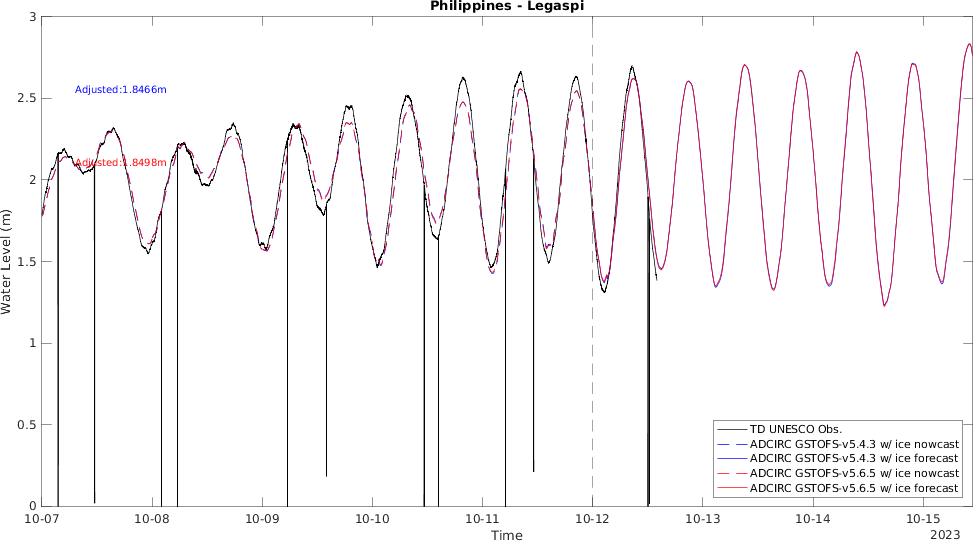 Philippines - Legaspi
3
2.5
2
1.5
1
0.5
0
Water Level (m)
Adjusted:1.8466m
Adjusted:1.8498m
TD UNESCO Obs.
ADCIRC GSTOFS-v5.4.3 w/ ice nowcast
ADCIRC GSTOFS-v5.4.3 w/ ice forecast
ADCIRC GSTOFS-v5.6.5 w/ ice nowcast
ADCIRC GSTOFS-v5.6.5 w/ ice forecast
10-07 10-08 10-09 10-10 10-11 10-12 10-13 10-14 10-15
Time
2023